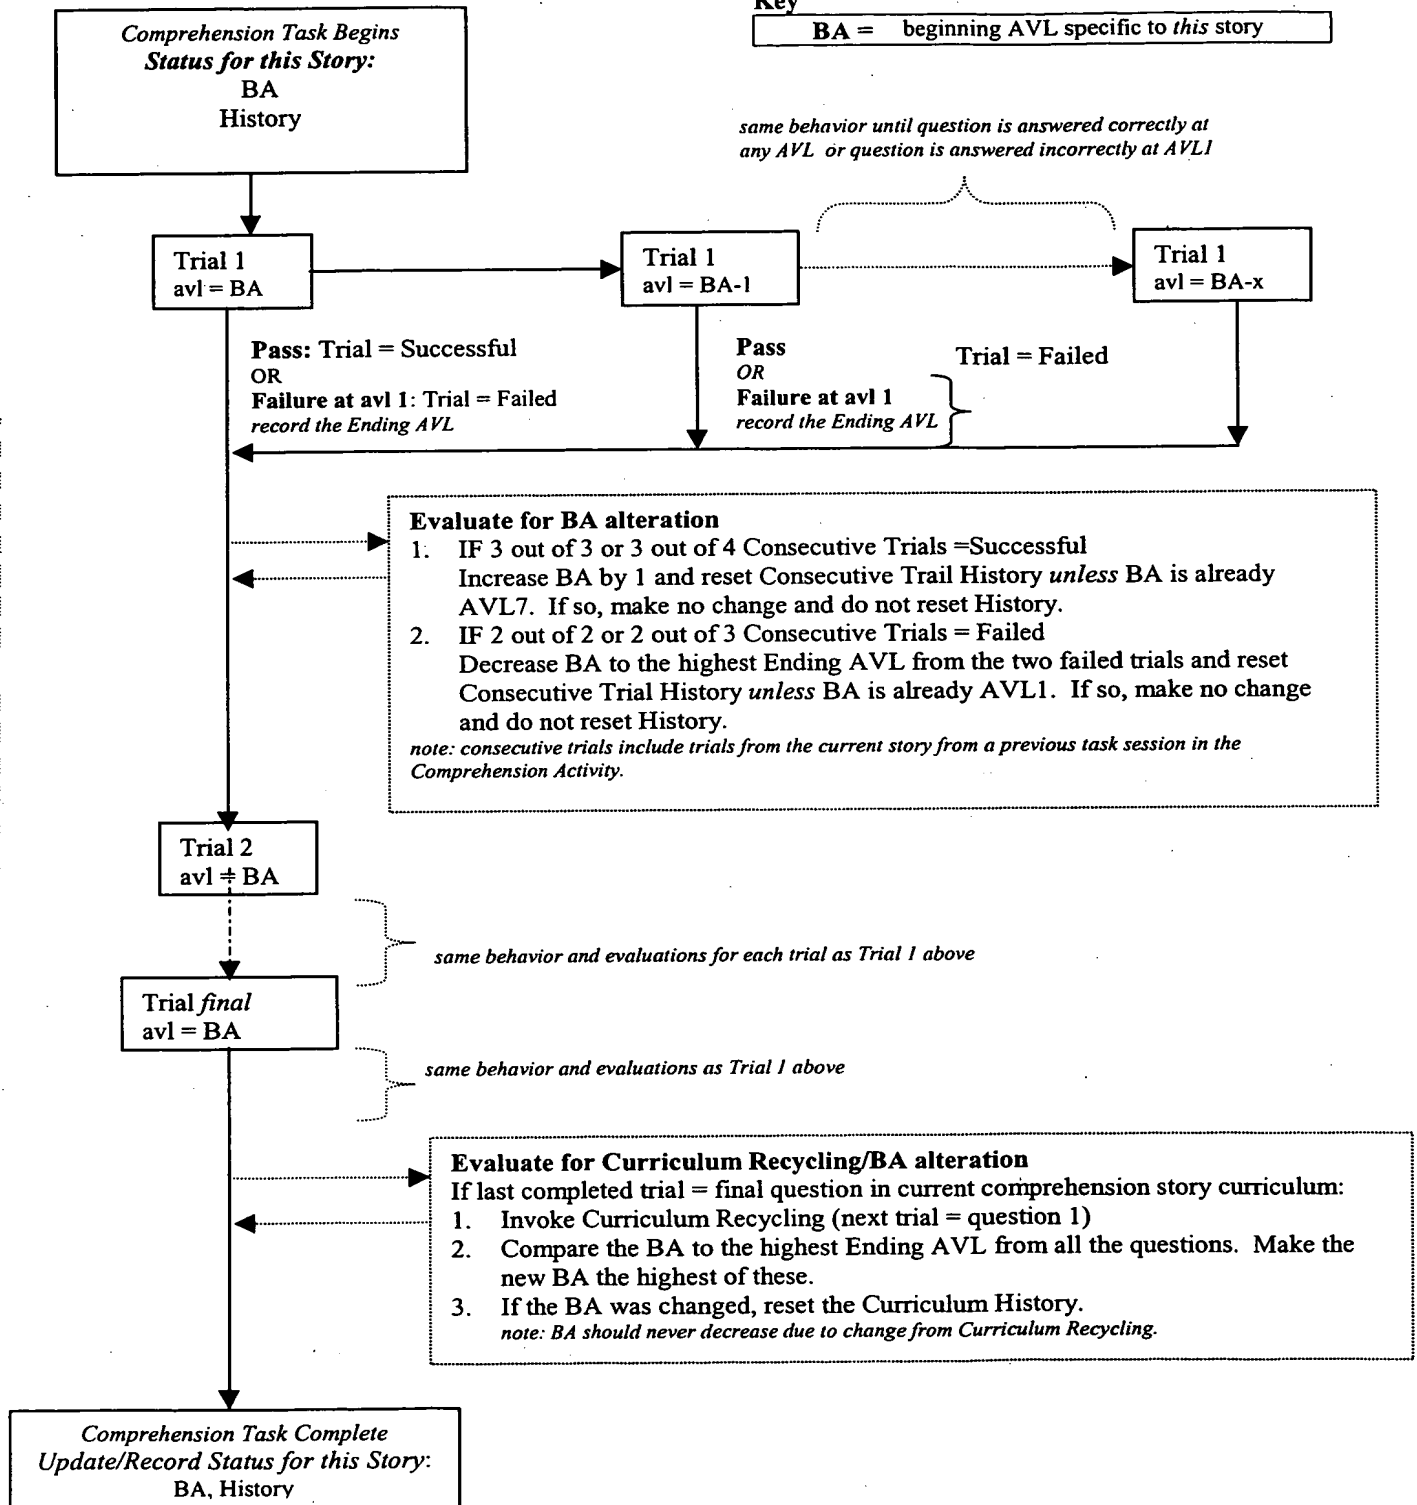 Key
BA = beginning AVL specific to this story
Comprehension Task Begins
Status for this Story:
BA
History
same behavior until question is answered correctly at
any AVL or question is answered incorrectly at AVL1
Trial 1
avl = BA
Trial 1
avl = BA-1
Trial 1
avl = BA-x
Pass: Trial = Successful
OR
Failure at avl 1: Trial = Failed
record the Ending AVL
Pass
OR
Failure at avl 1
record the Ending AVL
Trial = Failed
Evaluate for BA alteration
1. IF 3 out of 3 or 3 out of 4 Consecutive Trials =Successful
Increase BA by 1 and reset Consecutive Trail History unless BA is already
AVL7. If so, make no change and do not reset History.
2. IF 2 out of 2 or 2 out of 3 Consecutive Trials = Failed
Decrease BA to the highest Ending AVL from the two failed trials and reset
Consecutive Trial History unless BA is already AVL1. If so, make no change
and do not reset History.
note: consecutive trials include trials from the current story from a previous task session in the
Comprehension Activity.
Trial 2
avl = BA
same behavior and evaluations for each trial as Trial 1 above
Trial final
avl = BA
same behavior and evaluations as Trial 1 above
Evaluate for Curriculum Recycling/BA alteration
If last completed trial = final question in current comprehension story curriculum:
1. Invoke Curriculum Recycling (next trial = question 1)
2. Compare the BA to the highest Ending AVL from all the questions. Make the
new BA the highest of these.
3. If the BA was changed, reset the Curriculum History.
note: BA should never decrease due to change from Curriculum Recycling.
Comprehension Task Complete
Update/Record Status for this Story:
BA, History